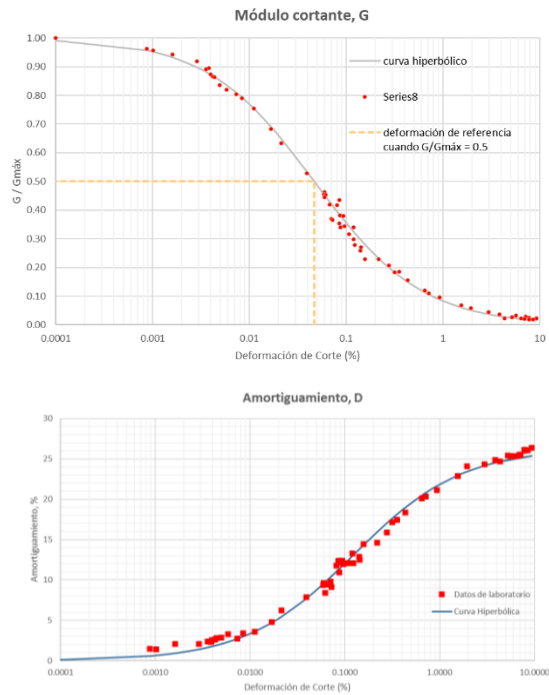 Módulo cortante, G
1.00
0.90
0.80
0.70
0.60
0.50
0.40
0.30
0.20
0.10
0.00
G / Gmáx
curva hiperbólico
Series8
deformación de referencia
cuando G/Gmáx = 0.5
0.0001
0.001
0.01
0.1
1
10
Deformación de Corte (%)
Amortiguamiento, D
30
25
20
15
10
5
0
Amortiguamiento, %
Datos de laboratorio
Curva Hiperbólica
0.0001
0.0010
0.0100
0.1000
1.0000
10.0000
Deformación de Corte (%)